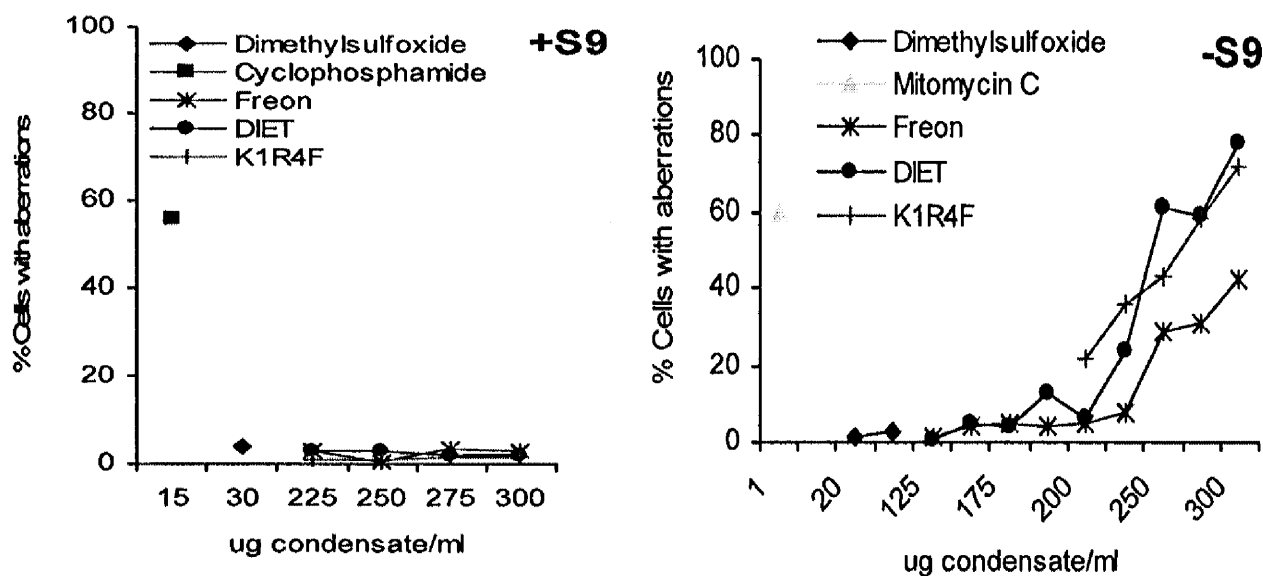 100
80
60
40
20
0
Dimethylsulfoxide
Cyclophosphamide
Freon
DIET
K1R4F
+S9
%Cells with aberrations
15 30 225 250 275 300
ug condensate/ml
Dimethylsulfoxide
Mitomycin C
Freon
DIET
K1R4F
-S9
100
80
60
40
20
0
% Cells with aberrations
1 20 125 175 200 250 300
ug condensate/ml